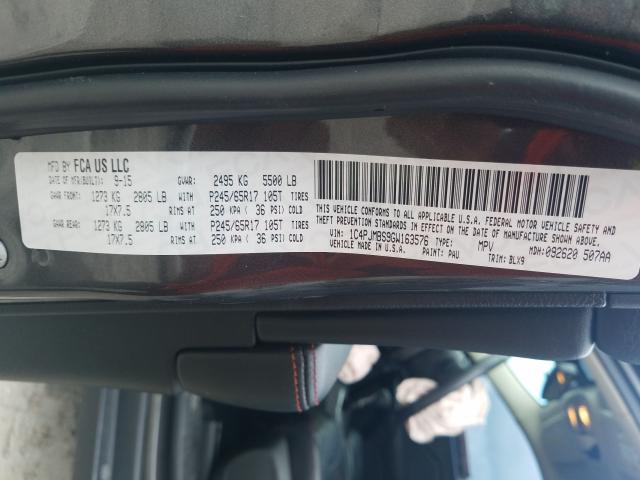 MFD BY FCA US LLC
DATE OF MFR(BUILT): 9-15 GVWR: 2495 KG 5500 LB
GAWR FRONT: 1273 KG 2805 LB WITH P245/65R17 105T TIRES
17X7.5 RIMS AT 250 KPA ( 36 PSI) COLD
GAWR REAR: 1273 KG 2805 LB WITH P245/65R17 105T TIRES
17X7.5 RIMS AT 250 KPA ( 36 PSI) COLD
THIS VEHICLE CONFORMS TO ALL APPLICABLE U.S.A. FEDERAL MOTOR VEHICLE SAFETY, BUMPER AND
THEFT PREVENTION STANDARDS IN EFFECT ON THE DATE OF MANUFACTURE SHOWN ABOVE.
VIN: 1C4PJMBS9GW163576 TYPE: MPV MDH: 092620 507AA
VEHICLE MADE IN U.S.A. PAINT: PAU TRIM: BLX9